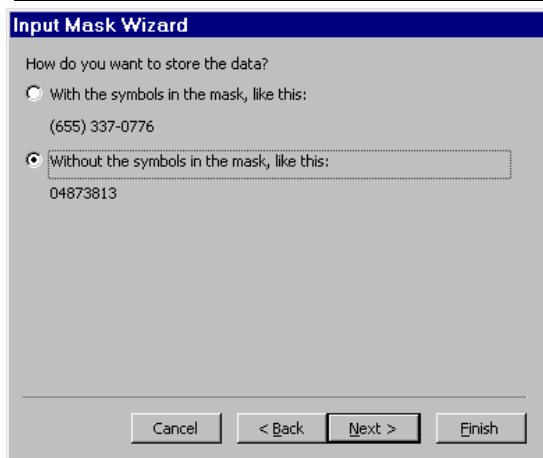 Input Mask Wizard
How do you want to store the data?
With the symbols in the mask, like this:
(655) 337-0776
Without the symbols in the mask, like this:
04873813
Cancel < Back Next > Finish